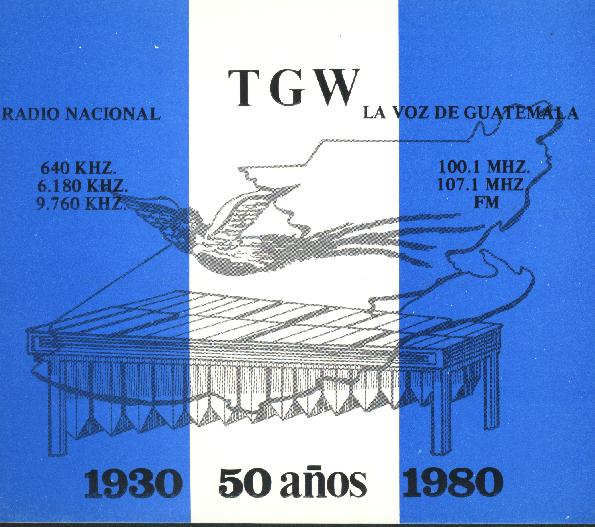 TGW
RADIO NACIONAL
LA VOZ DE GUATEMALA
640 KHZ.
6.180 KHZ.
9.760 KHZ.
100.1 MHZ.
107.1 MHZ
FM
1930 50 años 1980